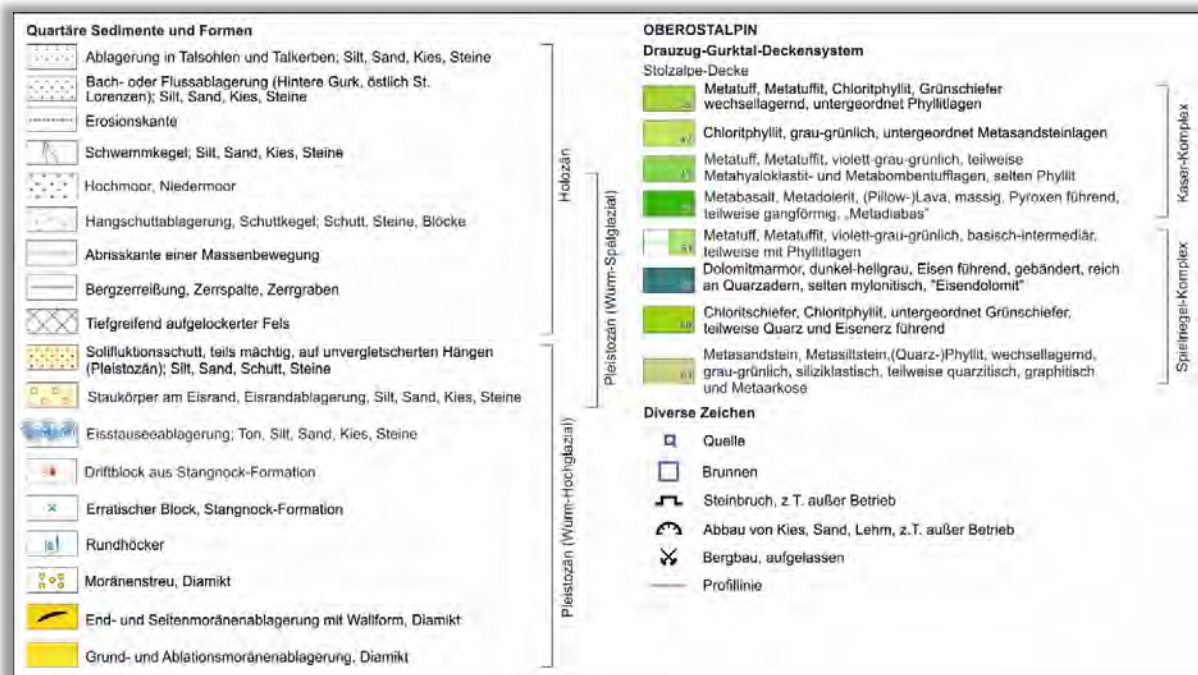 Quartäre Sedimente und Formen
Ablagerung in Talsohlen und Talkerben; Silt, Sand, Kies, Steine
Bach- oder Flussablagerung (Hintere Gurk, östlich St.
Lorenzen); Silt, Sand, Kies, Steine
Erosionskante
Schwemmkegel; Silt, Sand, Kies, Steine
Hochmoor, Niedermoor
Hangschuttablagerung, Schuttkegel; Schutt, Steine, Blöcke
Abrisskante einer Massenbewegung
Bergzerreißung, Zerrspalte, Zerrgraben
Tiefgreifend aufgelockerter Fels
Solifluktionsschutt, teils mächtig, auf unvergletscherten Hängen
(Pleistozän); Silt, Sand, Schutt, Steine
Staukörper am Eisrand, Eisrandablagerung, Silt, Sand, Kies, Steine
Eisstauseeablagerung; Ton, Silt, Sand, Kies, Steine
Driftblock aus Stangnock-Formation
Erratischer Block, Stangnock-Formation
Rundhöcker
Moränenstreu, Diamikt
End- und Seitenmoränenablagerung mit Wallform, Diamikt
Grund- und Ablationsmoränenablagerung, Diamikt
Holozän
Pleistozän (Würm-Spätglazial)
Pleistozän (Würm-Hochglazial)
OBEROSTALPIN
Drauzug-Gurktal-Deckensystem
Stolzalpe-Decke
Metatuff, Metatuffit, Chloritphyllit, Grünschiefer
wechsellagernd, untergeordnet Phyllitlagen
Chloritphyllit, grau-grünlich, untergeordnet Metasandsteinlagen
Metatuff, Metatuffit, violett-grau-grünlich, teilweise
Metahyaloklastit- und Metabombentufflagen, selten Phyllit
Metabasalt, Metadolerit, (Pillow-)Lava, massig, Pyroxen führend,
teilweise gangförmig, „Metadiabas"
Metatuff, Metatuffit, violett-grau-grünlich, basisch-intermediär,
teilweise mit Phyllitlagen
Dolomitmarmor, dunkel-hellgrau, Eisen führend, gebändert, reich
an Quarzadern, selten mylonitisch, "Eisendolomit"
Chloritschiefer, Chloritphyllit, untergeordnet Grünschiefer,
teilweise Quarz und Eisenerz führend
Metasandstein, Metasiltstein,(Quarz-)Phyllit, wechsellagernd,
grau-grünlich, siliziklastisch, teilweise quarzitisch, graphitisch
und Metaarkose
Kaser-Komplex
Spielriegel-Komplex
Diverse Zeichen
Quelle
Brunnen
Steinbruch, z.T. außer Betrieb
Abbau von Kies, Sand, Lehm, z.T. außer Betrieb
Bergbau, aufgelassen
Profillinie